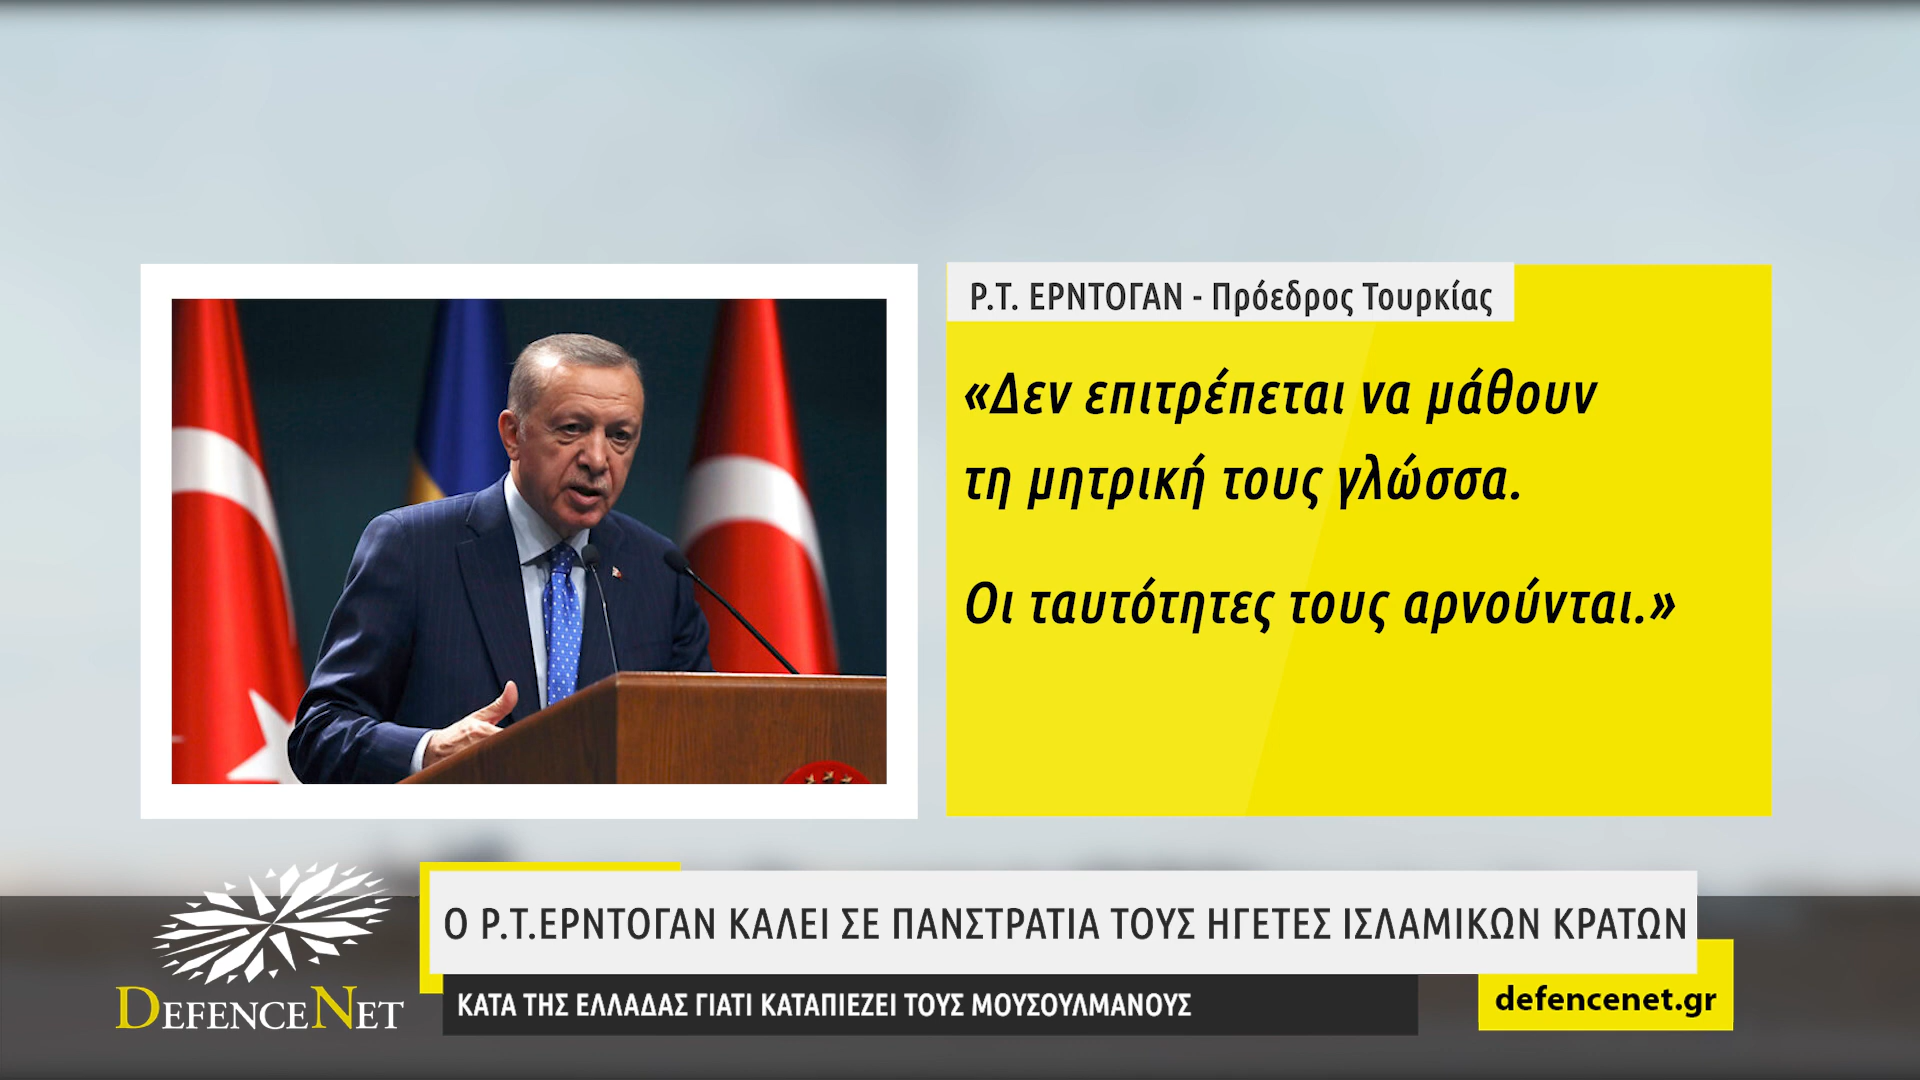 Ρ.Τ. ΕΡΝΤΟΓΑΝ - Πρόεδρος Τουρκίας
«Δεν επιτρέπεται να μάθουν
τη μητρική τους γλώσσα.
Οι ταυτότητες τους αρνούνται.»
Ο Ρ.Τ.ΕΡΝΤΟΓΑΝ ΚΑΛΕΙ ΣΕ ΠΑΝΣΤΡΑΤΙΑ ΤΟΥΣ ΗΓΕΤΕΣ ΙΣΛΑΜΙΚΩΝ ΚΡΑΤΩΝ
ΚΑΤΑ ΤΗΣ ΕΛΛΑΔΑΣ ΓΙΑΤΙ ΚΑΤΑΠΙΕΖΕΙ ΤΟΥΣ ΜΟΥΣΟΥΛΜΑΝΟΥΣ
defencenet.gr
DEFENCENET